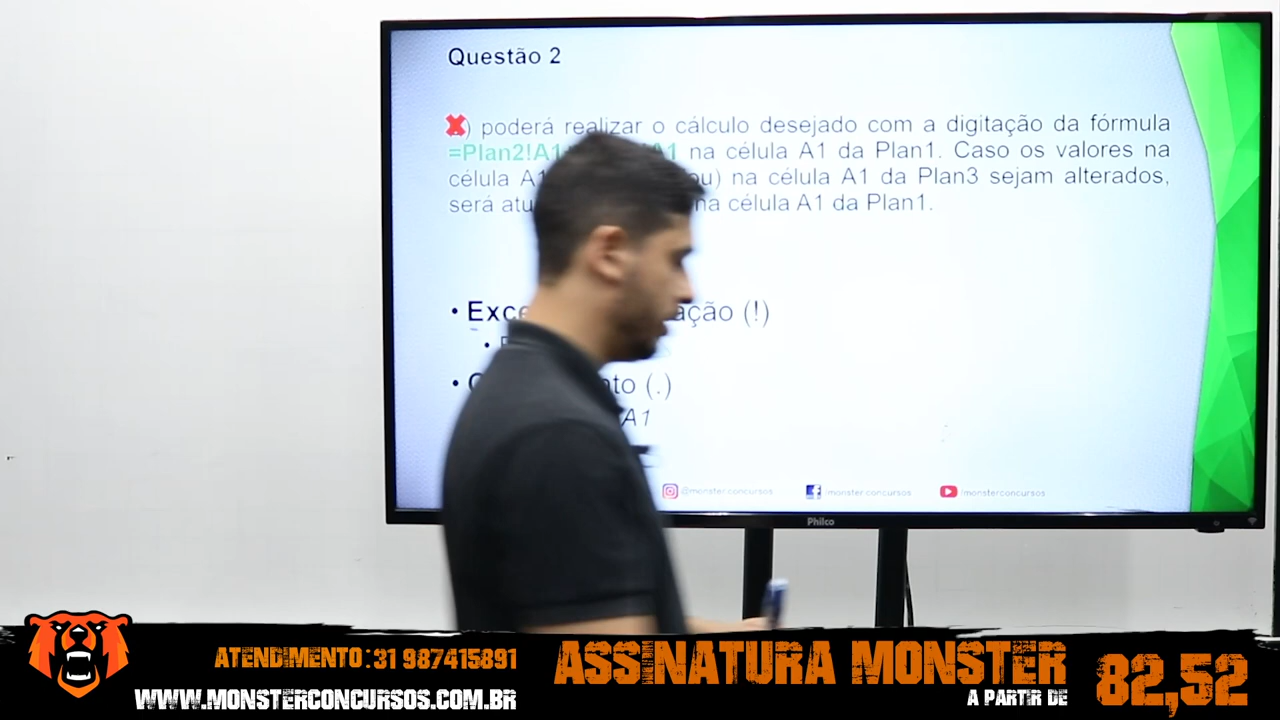 Questão 2
) poderá realizar o cálculo desejado com a digitação da fórmula
=Plan2!A1 A1 na célula A1 da Plan1. Caso os valores na
célula A1 ou) na célula A1 da Plan3 sejam alterados,
será na célula A1 da Plan1.
• ação (!)
• to (.)
A1
@monster.concursos /monster.concursos /monsterconcursos
Philco
ATENDIMENTO: 31 987415891
WWW.MONSTERCONCURSOS.COM.BR
ASSINATURA MONSTER
A PARTIR DE
82,52